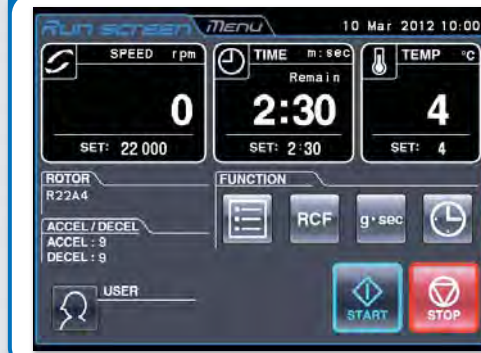 Run screen Menu 10 Mar 2012 10:00
SPEED rpm TIME m:sec TEMP °C
Remain
0 2:30 4
SET: 22 000 SET: 2:30 SET: 4
ROTOR FUNCTION
R22A4
RCF g·sec
ACCEL/DECEL
ACCEL : 9
DECEL : 9
USER
START STOP